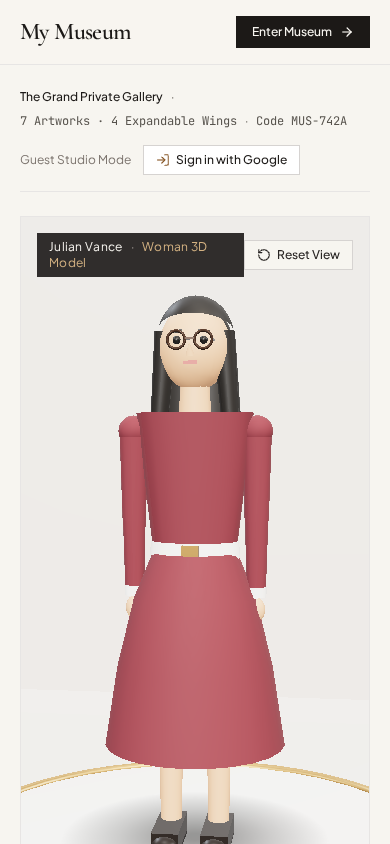 My Museum
Enter Museum
The Grand Private Gallery ·
7 Artworks · 4 Expandable Wings · Code MUS-742A
Guest Studio Mode
Sign in with Google
Julian Vance · Woman 3D
Model
Reset View